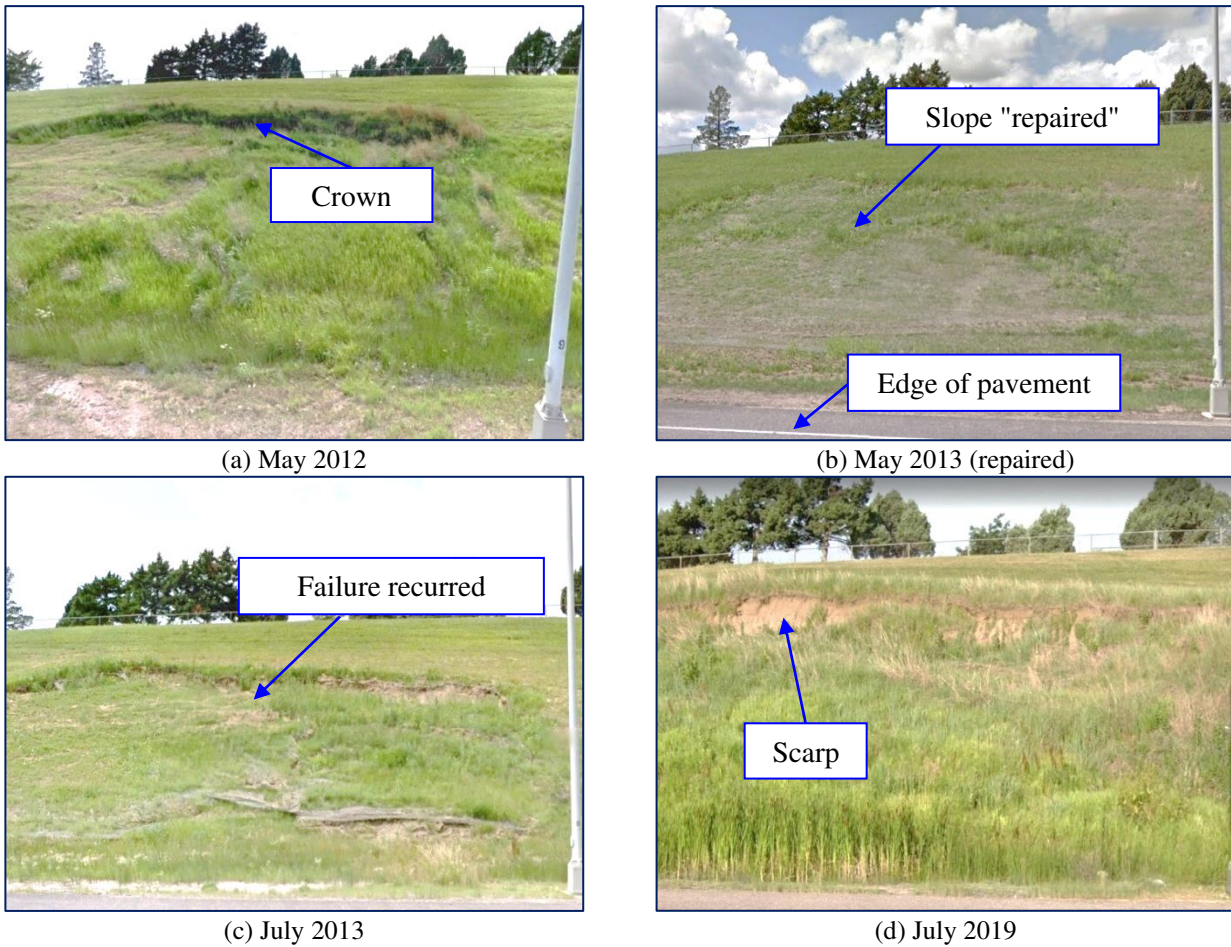 Crown
(a) May 2012
Slope "repaired"
Edge of pavement
(b) May 2013 (repaired)
Failure recurred
(c) July 2013
Scarp
(d) July 2019